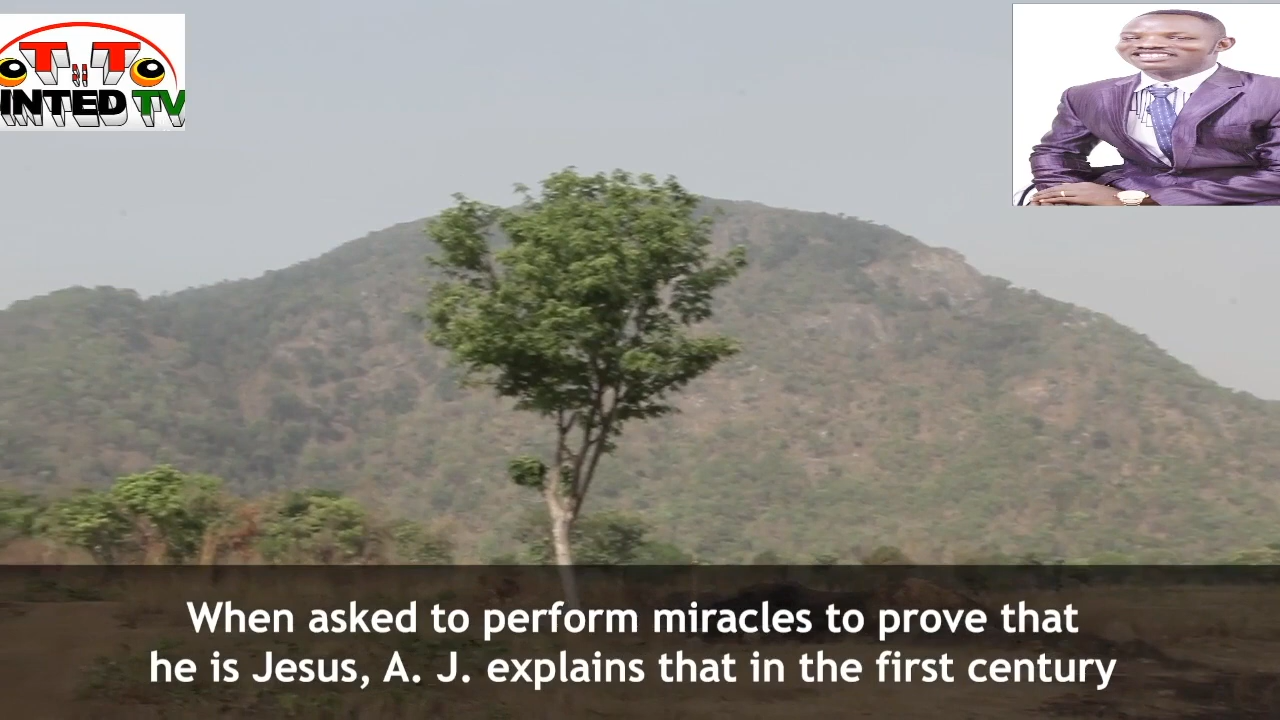 T N T
INTED TV
When asked to perform miracles to prove that
he is Jesus, A. J. explains that in the first century